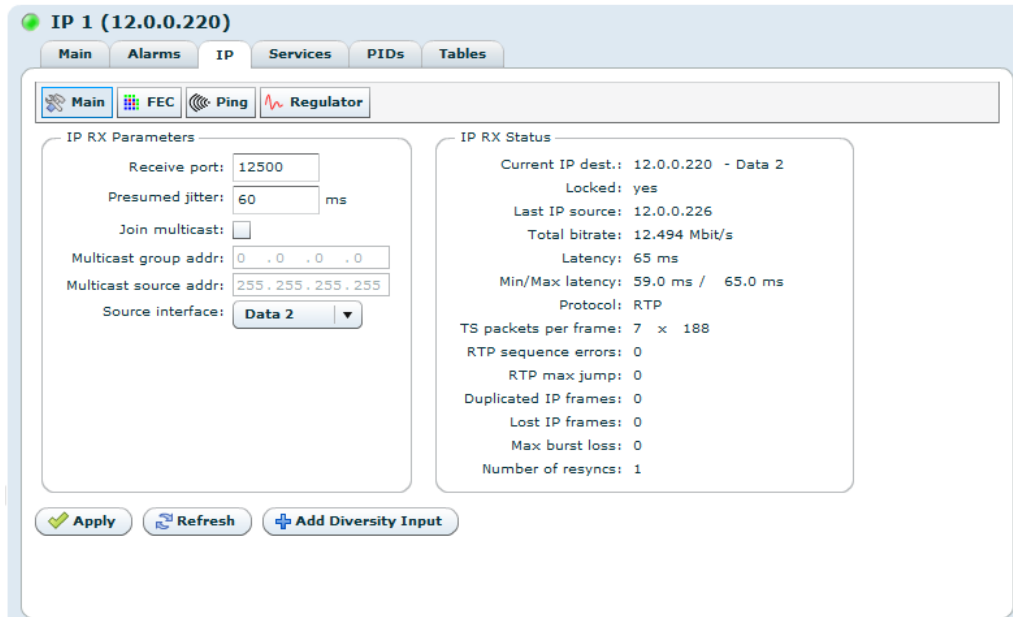 IP 1 (12.0.0.220)
Main Alarms IP Services PIDs Tables
Main FEC Ping Regulator
IP RX Parameters
Receive port: 12500
Presumed jitter: 60 ms
Join multicast:
Multicast group addr: 0 .0 .0 .0
Multicast source addr: 255.255.255.255
Source interface: Data 2
IP RX Status
Current IP dest.: 12.0.0.220 - Data 2
Locked: yes
Last IP source: 12.0.0.226
Total bitrate: 12.494 Mbit/s
Latency: 65 ms
Min/Max latency: 59.0 ms / 65.0 ms
Protocol: RTP
TS packets per frame: 7 x 188
RTP sequence errors: 0
RTP max jump: 0
Duplicated IP frames: 0
Lost IP frames: 0
Max burst loss: 0
Number of resyncs: 1
Apply Refresh Add Diversity Input